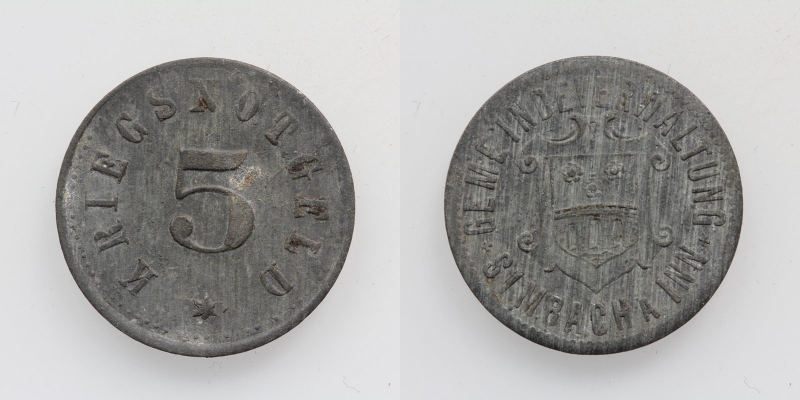 KRIEGSNOTGELD
5
GEMEINDEVERWALTUNG
SIMBACH A INN